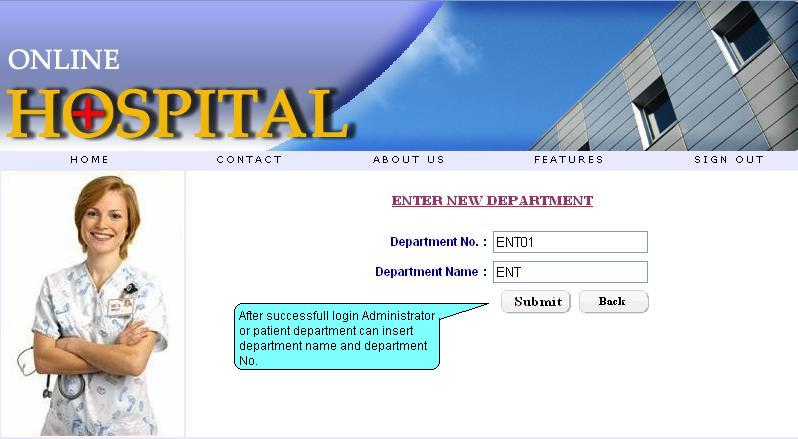 ONLINE
HOSPITAL
HOME CONTACT ABOUT US FEATURES SIGN OUT
ENTER NEW DEPARTMENT
Department No. : ENT01
Department Name : ENT
Submit Back
After successfull login Administrator
or patient department can insert
department name and department
No.